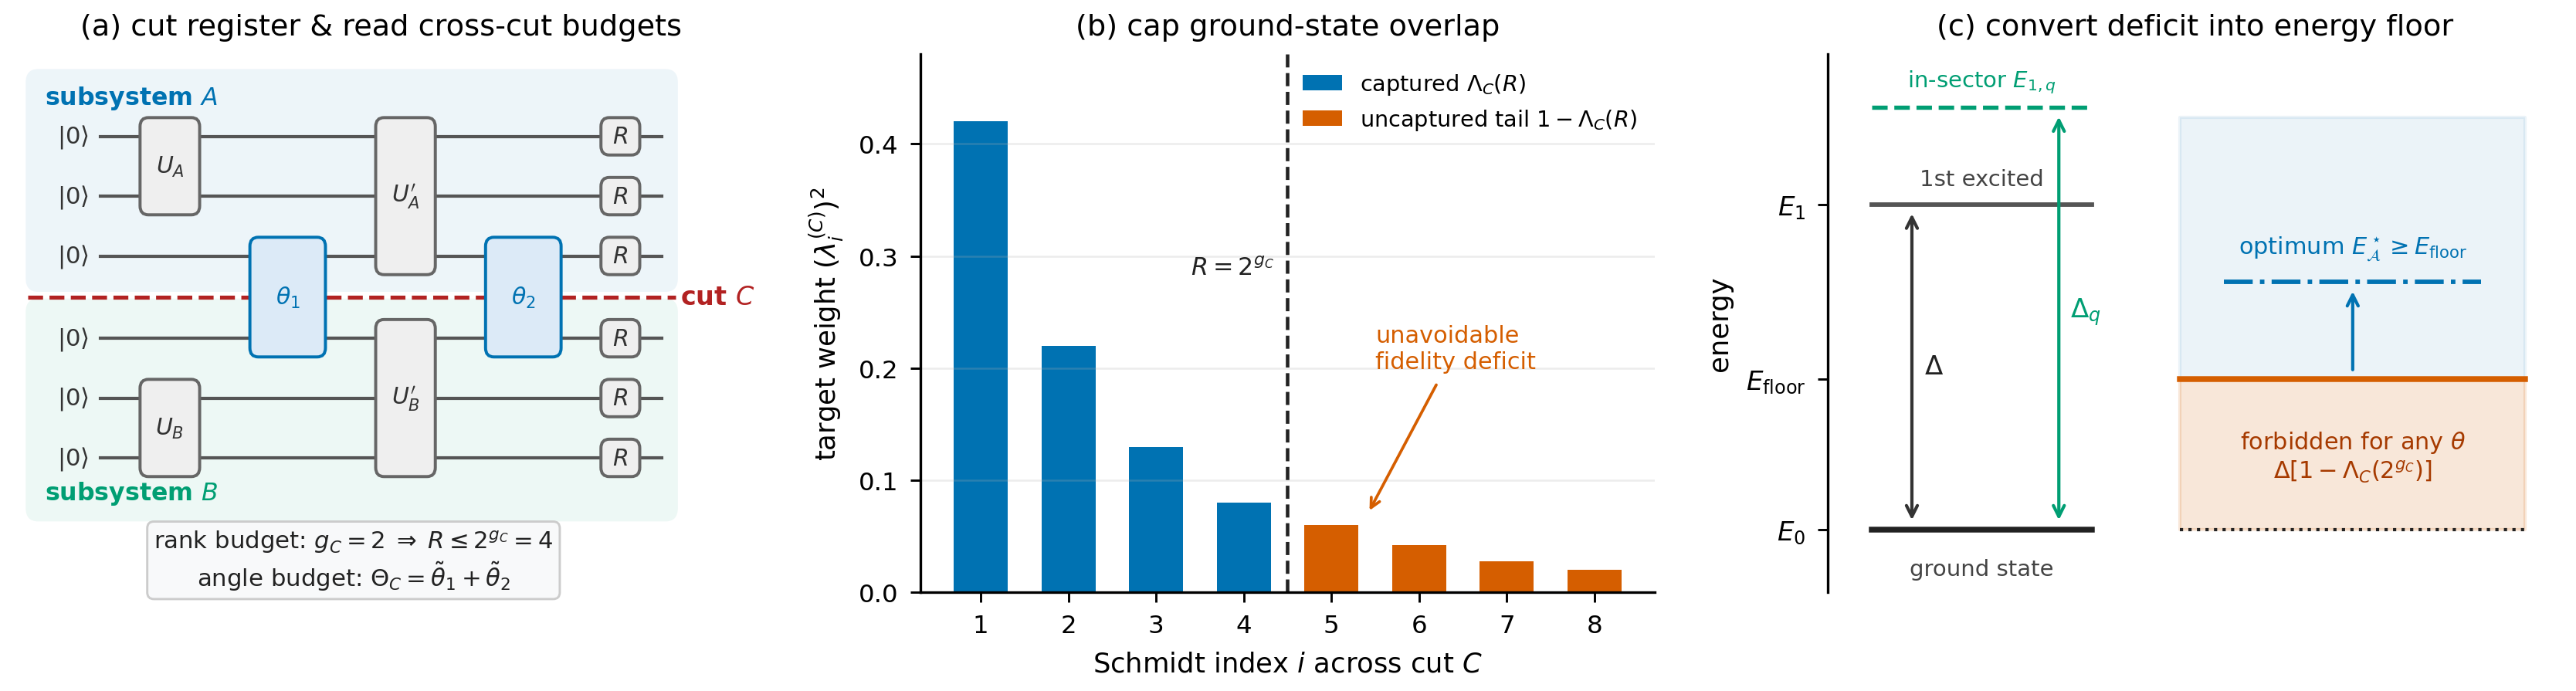 (a) cut register & read cross-cut budgets
subsystem A
|0⟩
|0⟩
|0⟩
|0⟩
|0⟩
|0⟩
U_A
U_B
θ_1
U′_A
U′_B
θ_2
R
R
R
R
R
R
cut C
subsystem B
rank budget: g_C = 2 ⇒ R ≤ 2^{g_C} = 4
angle budget: Θ_C = θ̃_1 + θ̃_2
(b) cap ground-state overlap
captured Λ_C(R)
uncaptured tail 1 − Λ_C(R)
R = 2^{g_C}
unavoidable
fidelity deficit
target weight (λ_i^{(C)})^2
0.4
0.3
0.2
0.1
0.0
1 2 3 4 5 6 7 8
Schmidt index i across cut C
(c) convert deficit into energy floor
energy
E_1
E_floor
E_0
in-sector E_{1,q}
1st excited
Δ
Δ_q
ground state
optimum E_𝒜^⋆ ≥ E_floor
forbidden for any θ
Δ[1 − Λ_C(2^{g_C})]